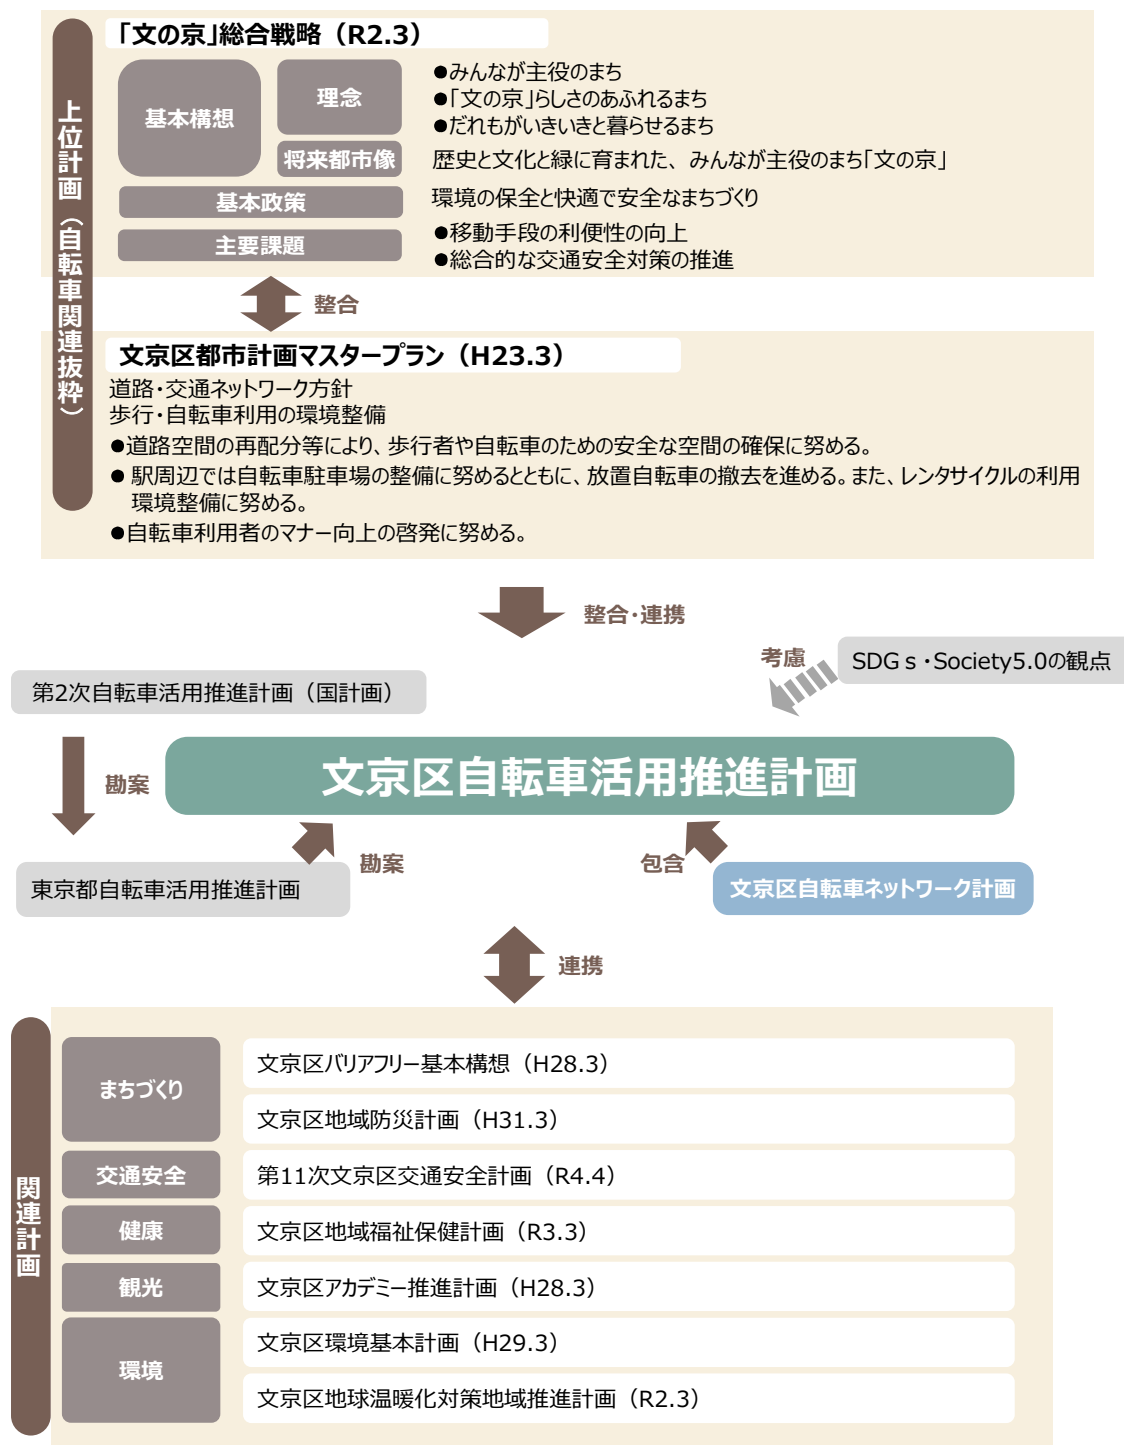 上位計画（自転車関連抜粋）
「文の京」総合戦略（R2.3）
基本構想
理念
●みんなが主役のまち
●「文の京」らしさのあふれるまち
●だれもがいきいきと暮らせるまち
将来都市像
歴史と文化と緑に育まれた、みんなが主役のまち「文の京」
基本政策
環境の保全と快適で安全なまちづくり
主要課題
●移動手段の利便性の向上
●総合的な交通安全対策の推進
整合
文京区都市計画マスタープラン（H23.3）
道路・交通ネットワーク方針
歩行・自転車利用の環境整備
●道路空間の再配分等により、歩行者や自転車のための安全な空間の確保に努める。
● 駅周辺では自転車駐車場の整備に努めるとともに、放置自転車の撤去を進める。また、レンタサイクルの利用
環境整備に努める。
●自転車利用者のマナー向上の啓発に努める。
整合・連携
考慮
SDGｓ・Society5.0の観点
第2次自転車活用推進計画（国計画）
勘案
文京区自転車活用推進計画
勘案
包含
東京都自転車活用推進計画
文京区自転車ネットワーク計画
連携
関連計画
まちづくり
文京区バリアフリー基本構想（H28.3）
文京区地域防災計画（H31.3）
交通安全
第11次文京区交通安全計画（R4.4）
健康
文京区地域福祉保健計画（R3.3）
観光
文京区アカデミー推進計画（H28.3）
環境
文京区環境基本計画（H29.3）
文京区地球温暖化対策地域推進計画（R2.3）